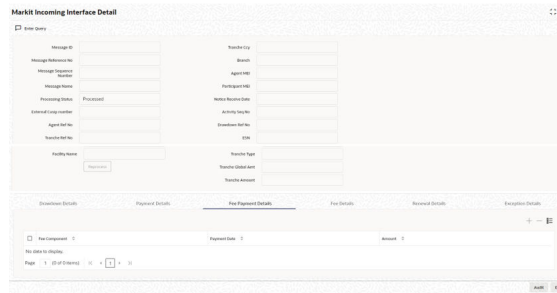 Markit Incoming Interface Detail
Enter Query
Message ID
Message Reference No
Message Sequence Number
Message Name
Processing Status Processed
External Cusip number
Agent Ref No
Tranche Ref No
Tranche Ccy
Branch
Agent MEI
Participant MEI
Notice Receive Date
Activity Seq No
Drawdown Ref No
ESN
Facility Name
Tranche Type
Tranche Global Amt
Tranche Amount
Drawdown Details Payment Details Fee Payment Details Fee Details Renewal Details Exception Details
Fee Component Payment Date Amount
No data to display.
Page 1 (0 of 0 items) 1
Audit